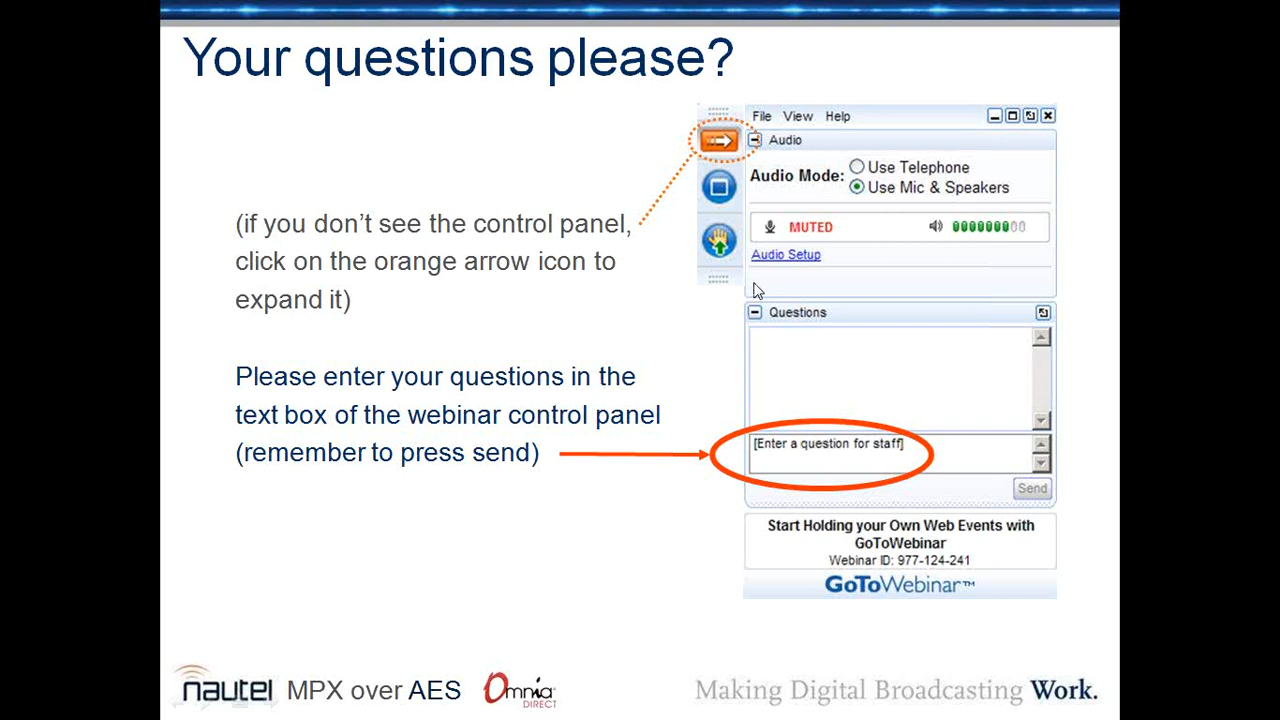 Your questions please?
File View Help
Audio
Audio Mode: Use Telephone
Use Mic & Speakers
MUTED
Audio Setup
(if you don’t see the control panel,
click on the orange arrow icon to
expand it)
Questions
Please enter your questions in the
text box of the webinar control panel
(remember to press send)
[Enter a question for staff]
Send
Start Holding your Own Web Events with
GoToWebinar
Webinar ID: 977-124-241
GoToWebinar™
nautel MPX over AES Omnia DIRECT Making Digital Broadcasting Work.